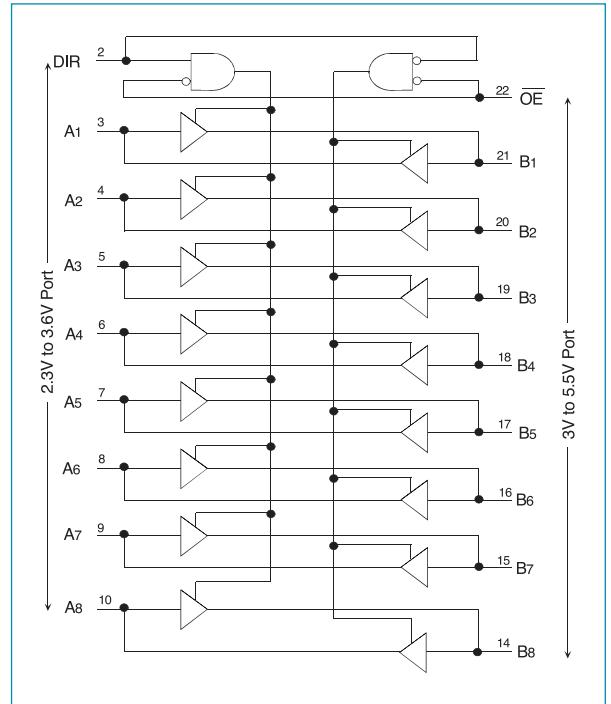 DIR 2
22 OE
A1 3
21 B1
A2 4
20 B2
A3 5
19 B3
A4 6
18 B4
A5 7
17 B5
A6 8
16 B6
A7 9
15 B7
A8 10
14 B8
2.3V to 3.6V Port
3V to 5.5V Port